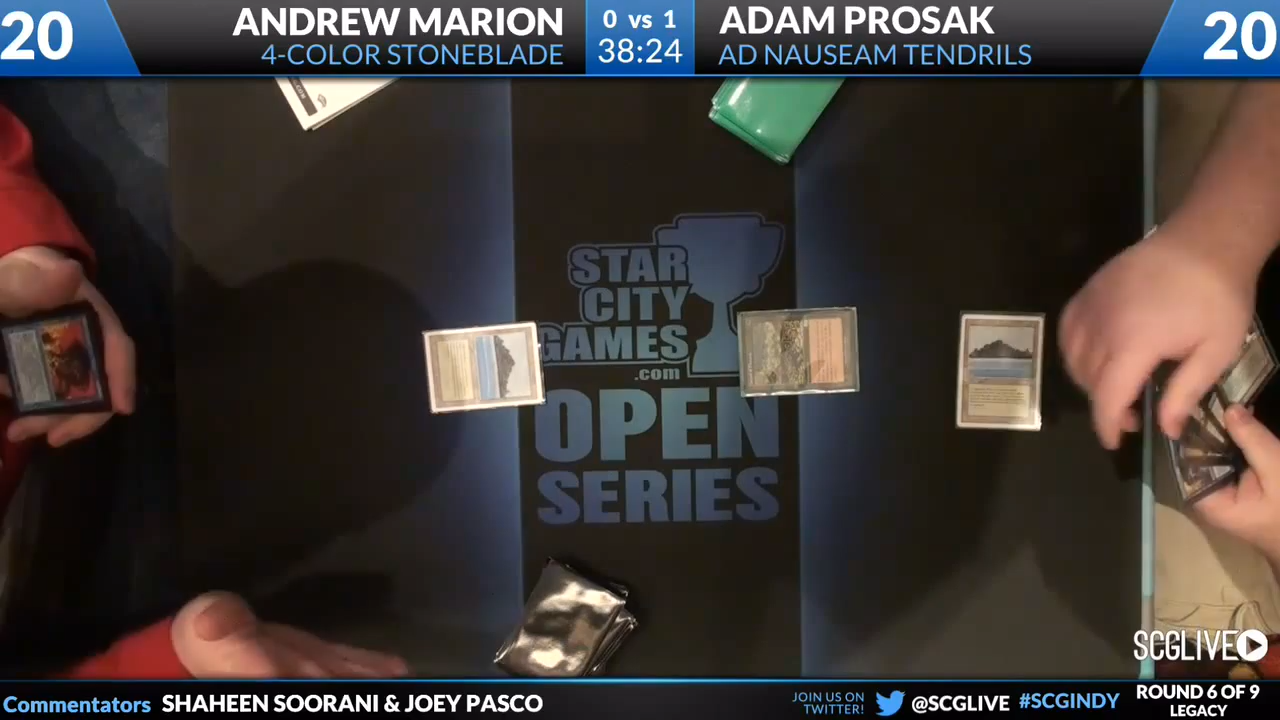 20
ANDREW MARION
4-COLOR STONEBLADE
0 vs 1
38:24
ADAM PROSAK
AD NAUSEAM TENDRILS
20
STAR
CITY
GAMES
.com
OPEN
SERIES
SCGLIVE
Commentators SHAHEEN SOORANI & JOEY PASCO
JOIN US ON
TWITTER!
@SCGLIVE #SCGINDY
ROUND 6 OF 9
LEGACY